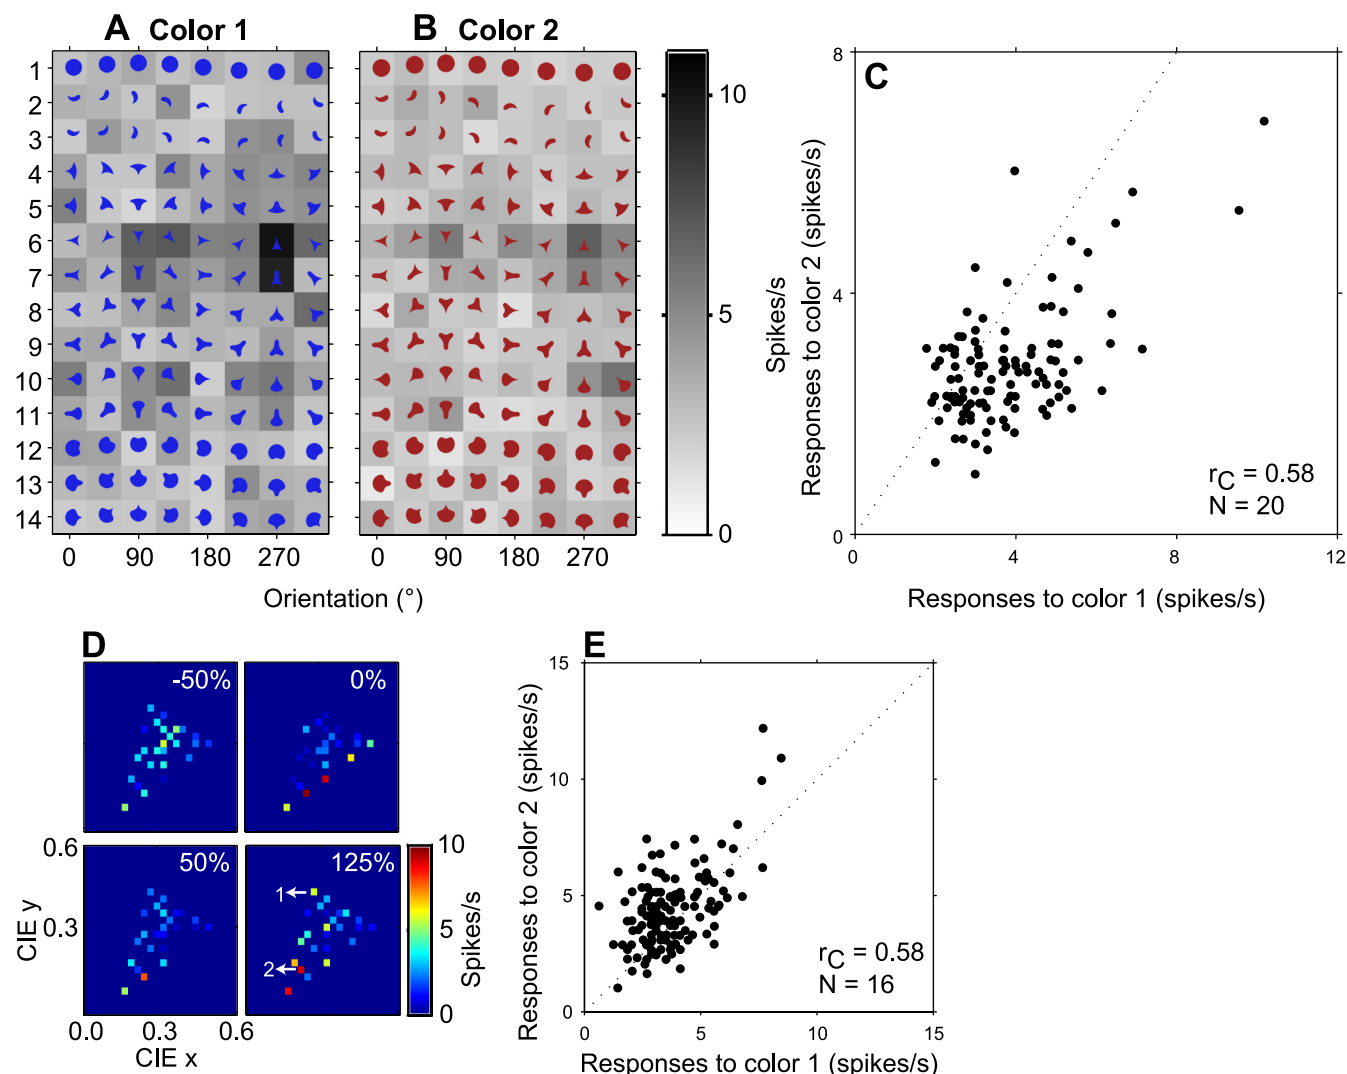 A Color 1
B Color 2
1
2
3
4
5
6
7
8
9
10
11
12
13
14
0 90 180 270
0 90 180 270
Orientation (°)
10
5
0
Spikes/s
C
8
4
0
0 4 8 12
Responses to color 2 (spikes/s)
Responses to color 1 (spikes/s)
rC = 0.58
N = 20
D
-50%
0%
50%
125%
1
2
0.6
0.3
CIE y
0.0 0.3 0.6
CIE x
10
5
0
Spikes/s
E
15
10
5
0
0 5 10 15
Responses to color 2 (spikes/s)
Responses to color 1 (spikes/s)
rC = 0.58
N = 16